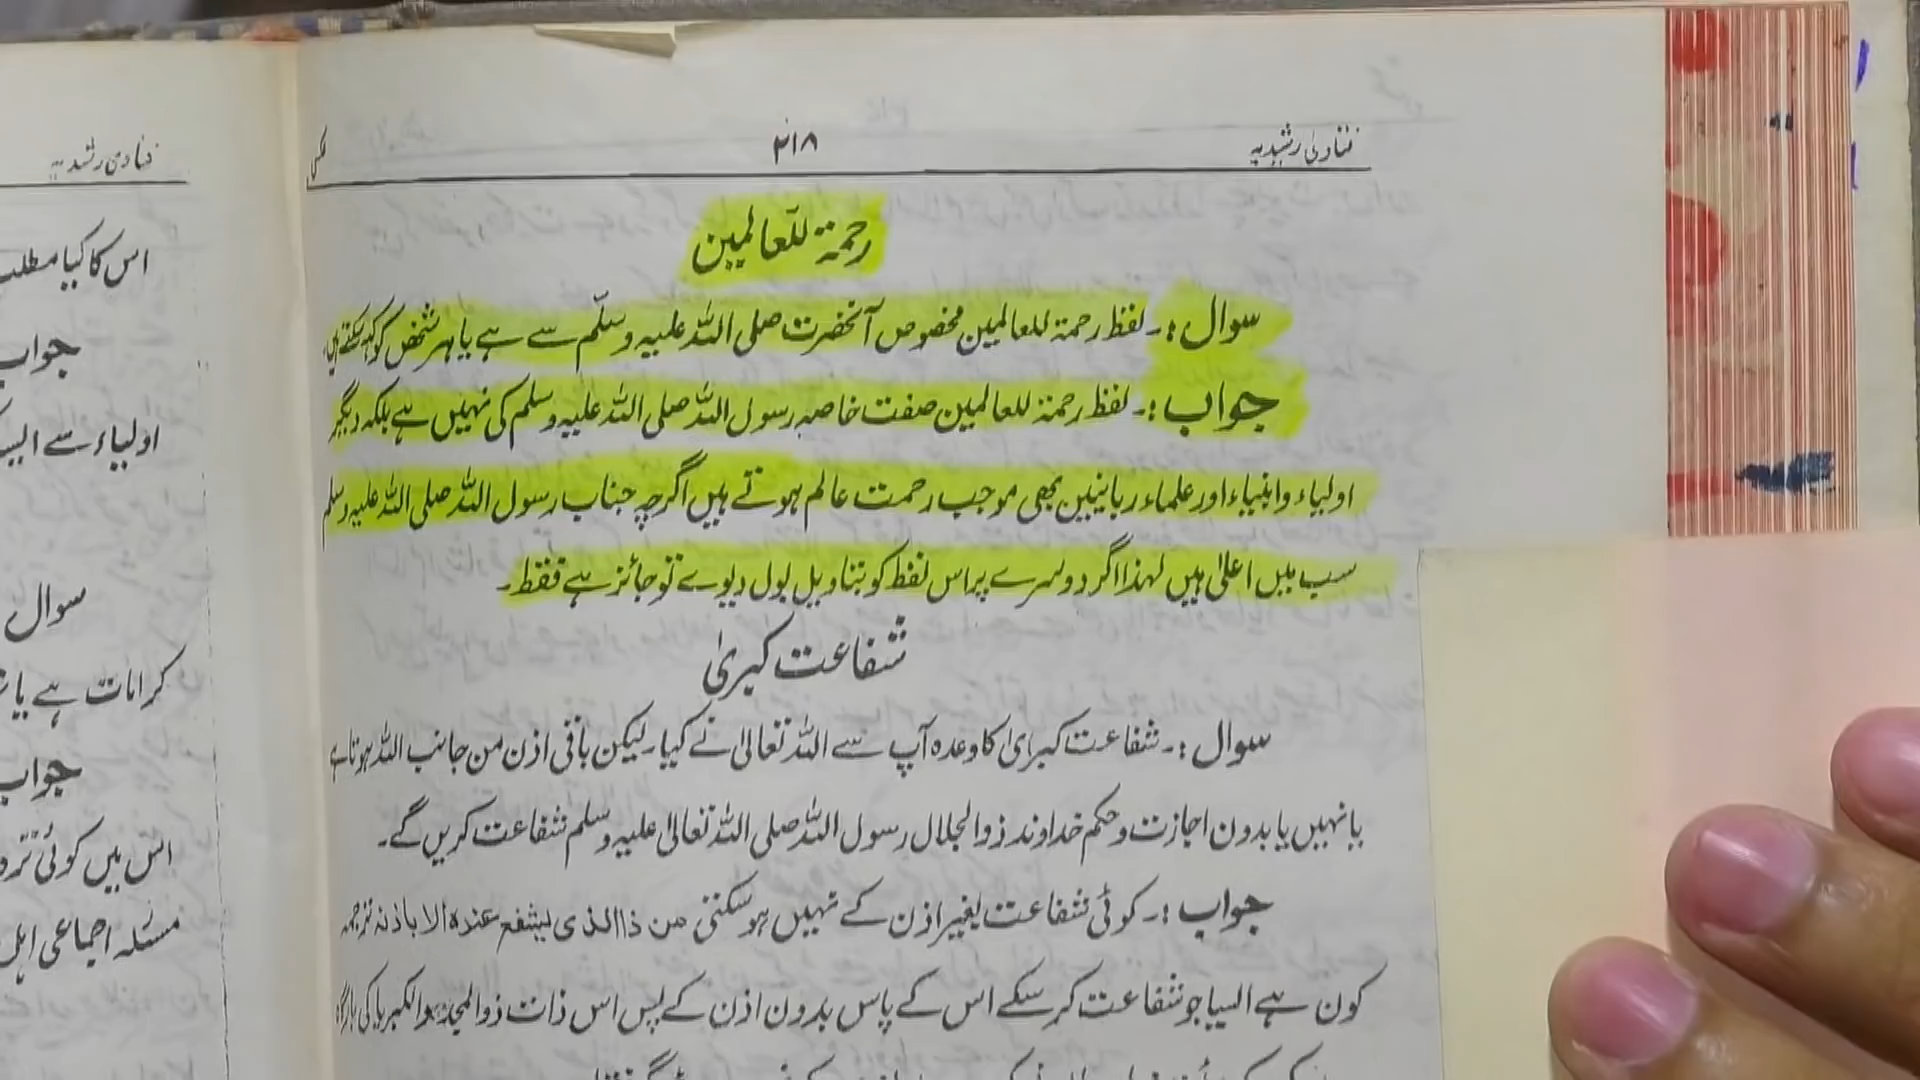 فتاویٰ رشیدیہ
۲۱۸
رحمۃ للعالمین
سوال:۔ لفظ رحمۃ للعالمین مخصوص آنحضرت صلی اللہ علیہ وسلم سے ہے یا ہر شخص کو کہہ سکتے ہیں۔
جواب:۔ لفظ رحمۃ للعالمین صفت خاصہ رسول اللہ صلی اللہ علیہ وسلم کی نہیں ہے بلکہ دیگر
اولیاء و انبیاء اور علماء ربانیین بھی موجب رحمت عالم ہوتے ہیں اگرچہ جناب رسول اللہ صلی اللہ علیہ وسلم
سب میں اعلیٰ ہیں لہذا اگر دوسرے پر اس لفظ کو بتاویل بول دیوے تو جائز ہے فقط۔
شفاعت کبریٰ
سوال:۔ شفاعت کبریٰ کا وعدہ آپ سے اللہ تعالیٰ نے کیا۔ لیکن باقی اذن من جانب اللہ ہوتا ہے
یا نہیں یا بدون اجازت و حکم خداوند ذوالجلال رسول اللہ صلی اللہ تعالیٰ علیہ وسلم شفاعت کریں گے۔
جواب:۔ کوئی شفاعت بغیر اذن کے نہیں ہو سکتی من ذا الذی یشفع عندہ الا باذنہ ترجمہ
کون ہے ایسا جو شفاعت کر سکے اس کے پاس بدون اذن کے پس اس ذات ذوالمجد والکبریا کی بارگاہ
فتاویٰ رشدیہ
اس کا کیا مطلب
جواب
اولیاء سے
سوال
کرامات ہے یا
جواب
اس میں کوئی
مسئلہ اجماعی اہل